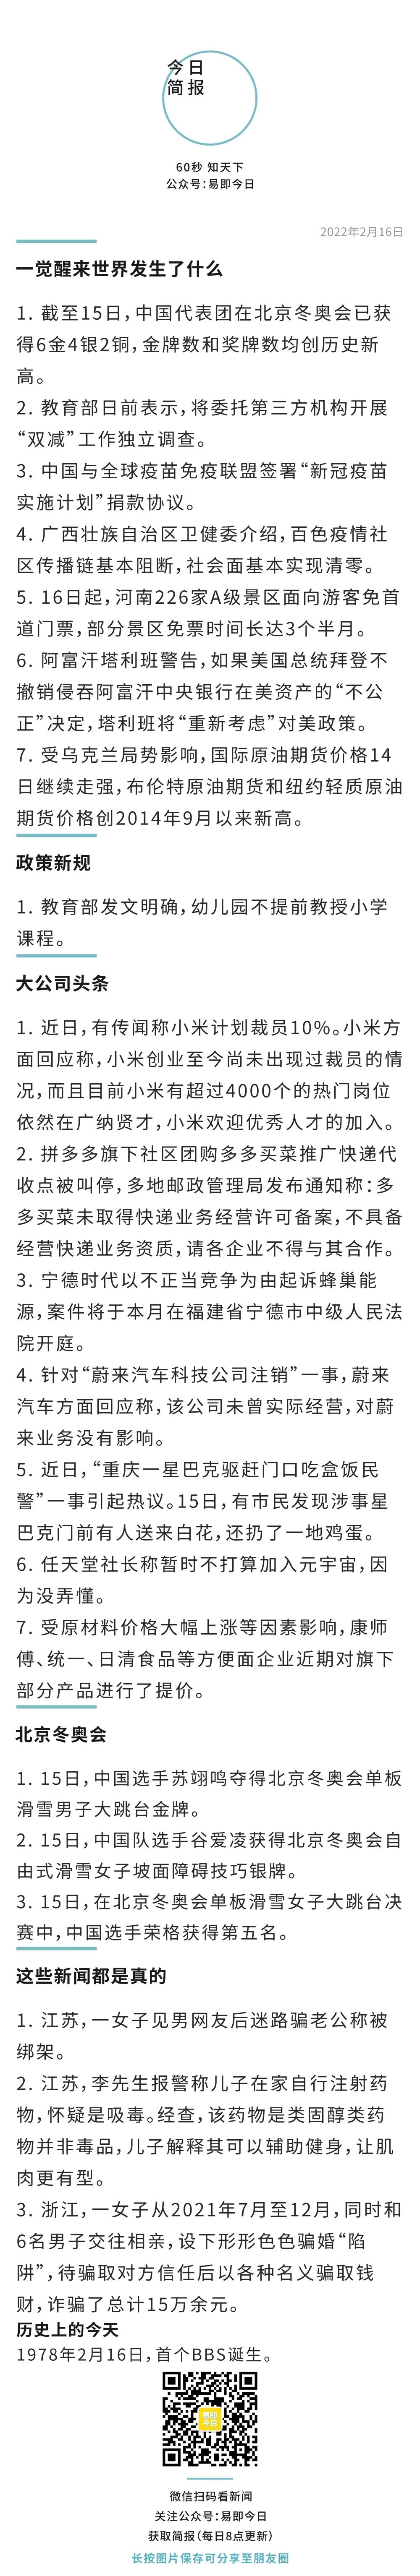 今日
简报
60秒 知天下
公众号:易即今日
2022年2月16日
一觉醒来世界发生了什么
1. 截至15日,中国代表团在北京冬奥会已获
得6金4银2铜,金牌数和奖牌数均创历史新
高。
2. 教育部日前表示,将委托第三方机构开展
“双减”工作独立调查。
3. 中国与全球疫苗免疫联盟签署“新冠疫苗
实施计划”捐款协议。
4. 广西壮族自治区卫健委介绍,百色疫情社
区传播链基本阻断,社会面基本实现清零。
5. 16日起,河南226家A级景区面向游客免首
道门票,部分景区免票时间长达3个半月。
6. 阿富汗塔利班警告,如果美国总统拜登不
撤销侵吞阿富汗中央银行在美资产的“不公
正”决定,塔利班将“重新考虑”对美政策。
7. 受乌克兰局势影响,国际原油期货价格14
日继续走强,布伦特原油期货和纽约轻质原油
期货价格创2014年9月以来新高。
政策新规
1. 教育部发文明确,幼儿园不提前教授小学
课程。
大公司头条
1. 近日,有传闻称小米计划裁员10%。小米方
面回应称,小米创业至今尚未出现过裁员的情
况,而且目前小米有超过4000个的热门岗位
依然在广纳贤才,小米欢迎优秀人才的加入。
2. 拼多多旗下社区团购多多买菜推广快递代
收点被叫停,多地邮政管理局发布通知称:多
多买菜未取得快递业务经营许可备案,不具备
经营快递业务资质,请各企业不得与其合作。
3. 宁德时代以不正当竞争为由起诉蜂巢能
源,案件将于本月在福建省宁德市中级人民法
院开庭。
4. 针对“蔚来汽车科技公司注销”一事,蔚来
汽车方面回应称,该公司未曾实际经营,对蔚
来业务没有影响。
5. 近日,“重庆一星巴克驱赶门口吃盒饭民
警”一事引起热议。15日,有市民发现涉事星
巴克门前有人送来白花,还扔了一地鸡蛋。
6. 任天堂社长称暂时不打算加入元宇宙,因
为没弄懂。
7. 受原材料价格大幅上涨等因素影响,康师
傅、统一、日清食品等方便面企业近期对旗下
部分产品进行了提价。
北京冬奥会
1. 15日,中国选手苏翊鸣夺得北京冬奥会单板
滑雪男子大跳台金牌。
2. 15日,中国队选手谷爱凌获得北京冬奥会自
由式滑雪女子坡面障碍技巧银牌。
3. 15日,在北京冬奥会单板滑雪女子大跳台决
赛中,中国选手荣格获得第五名。
这些新闻都是真的
1. 江苏,一女子见男网友后迷路骗老公称被
绑架。
2. 江苏,李先生报警称儿子在家自行注射药
物,怀疑是吸毒。经查,该药物是类固醇类药
物并非毒品,儿子解释其可以辅助健身,让肌
肉更有型。
3. 浙江,一女子从2021年7月至12月,同时和
6名男子交往相亲,设下形形色色骗婚“陷
阱”,待骗取对方信任后以各种名义骗取钱
财,诈骗了总计15万余元。
历史上的今天
1978年2月16日,首个BBS诞生。
易即
今日
微信扫码看新闻
关注公众号:易即今日
获取简报(每日8点更新)
长按图片保存可分享至朋友圈